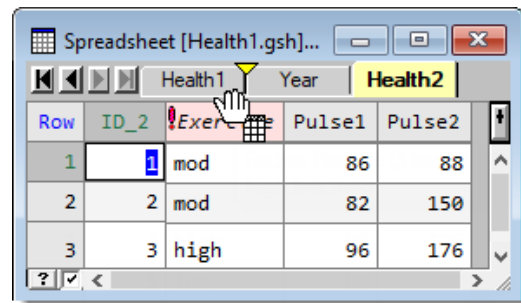 Spreadsheet [Health1.gsh]...
Health1 Year Health2
Row ID_2 Pulse1 Pulse2
1 1 mod 86 88
2 2 mod 82 150
3 3 high 96 176
?